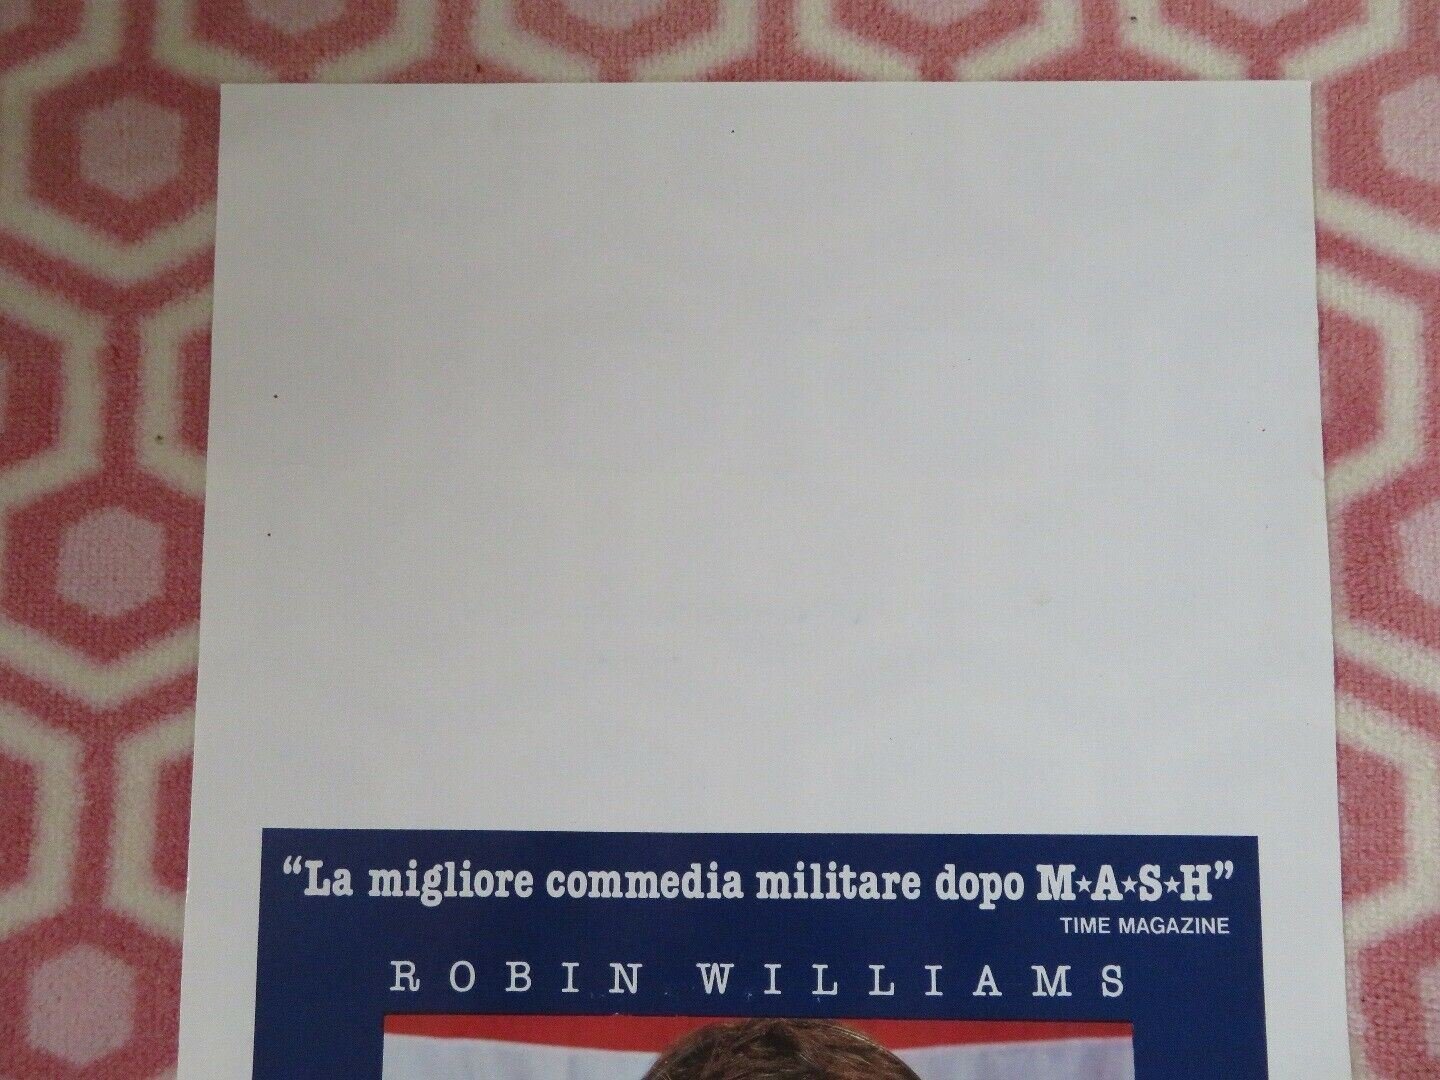 “La migliore commedia militare dopo M★A★S★H”
TIME MAGAZINE
ROBIN WILLIAMS